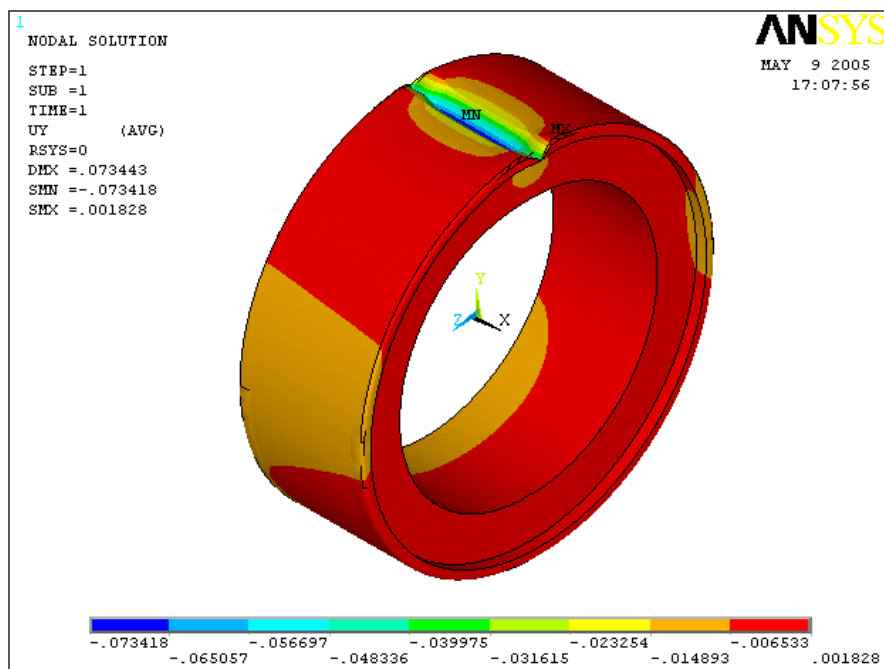 1
NODAL SOLUTION
STEP=1
SUB =1
TIME=1
UY (AVG)
RSYS=0
DMX =.073443
SMN =-.073418
SMX =.001828
ANSYS
MAY 9 2005
17:07:56
MN
MX
Y
Z X
-.073418 -.056697 -.039975 -.023254 -.006533
-.065057 -.048336 -.031615 -.014893 .001828